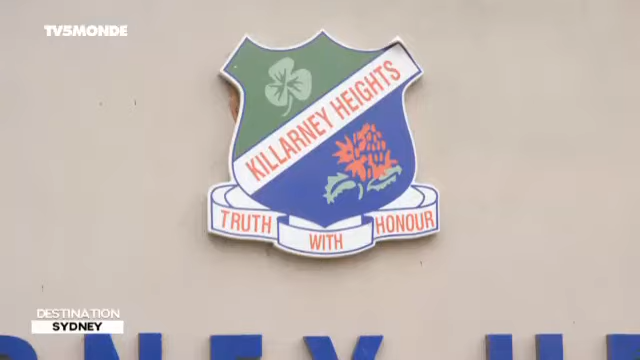 TV5MONDE
KILLARNEY HEIGHTS
TRUTH WITH HONOUR
DESTINATION
SYDNEY